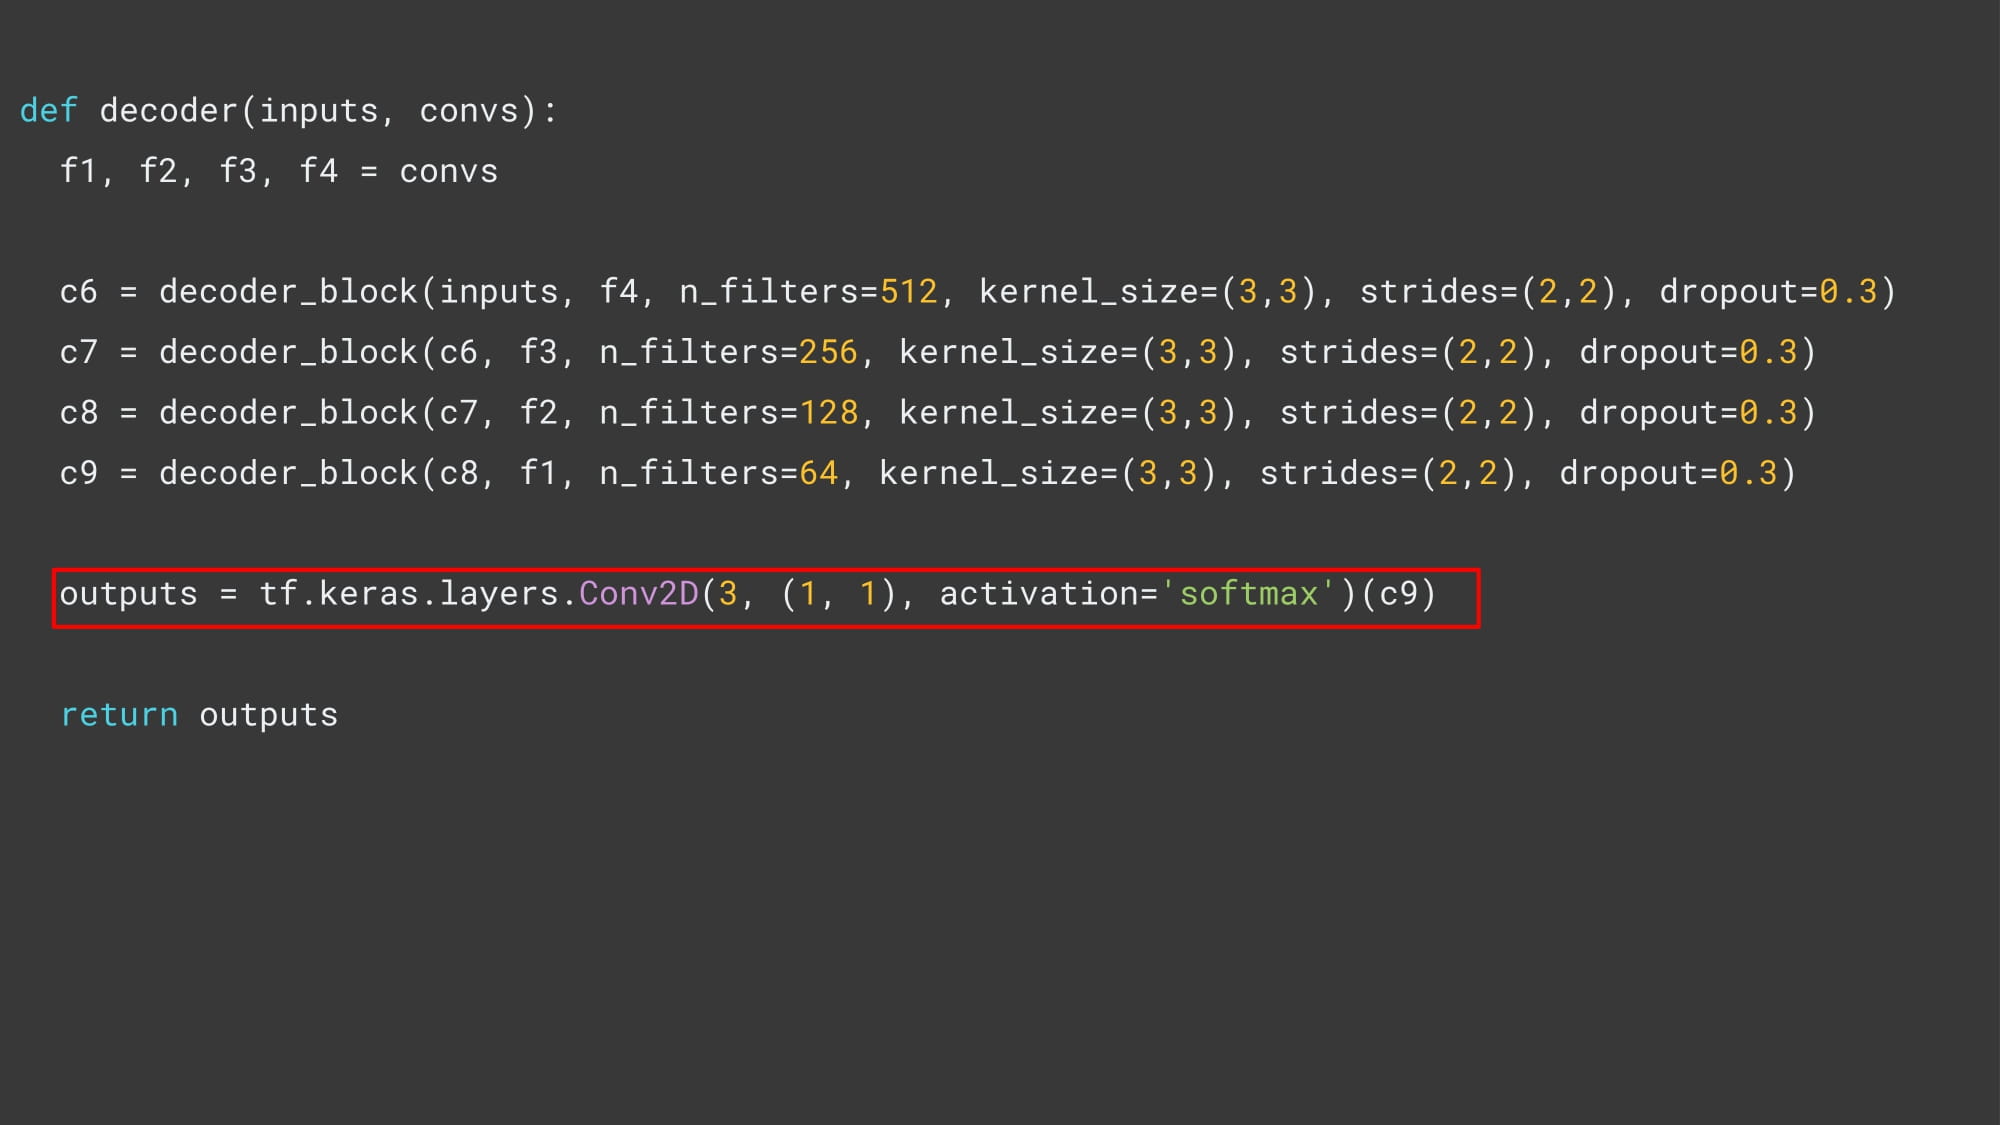 def decoder(inputs, convs):
  f1, f2, f3, f4 = convs
  c6 = decoder_block(inputs, f4, n_filters=512, kernel_size=(3,3), strides=(2,2), dropout=0.3)
  c7 = decoder_block(c6, f3, n_filters=256, kernel_size=(3,3), strides=(2,2), dropout=0.3)
  c8 = decoder_block(c7, f2, n_filters=128, kernel_size=(3,3), strides=(2,2), dropout=0.3)
  c9 = decoder_block(c8, f1, n_filters=64, kernel_size=(3,3), strides=(2,2), dropout=0.3)
  outputs = tf.keras.layers.Conv2D(3, (1, 1), activation='softmax')(c9)
  return outputs